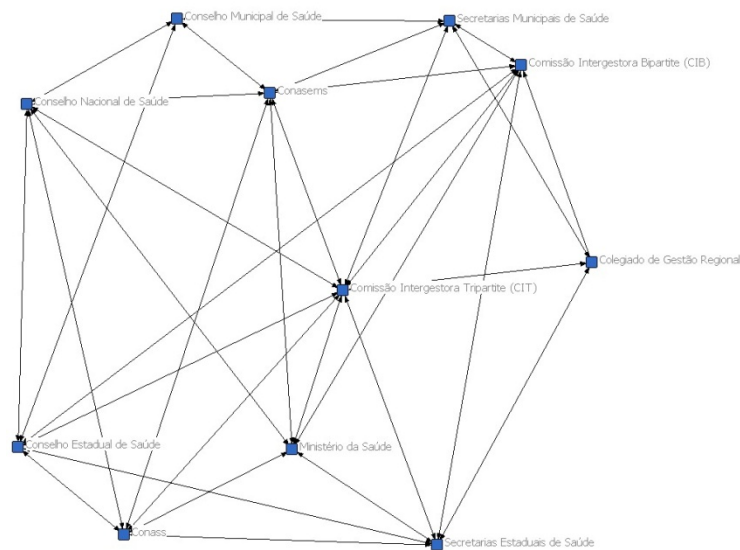 Conselho Municipal de Saúde
Secretarias Municipais de Saúde
Comissão Intergestora Bipartite (CIB)
Conselho Nacional de Saúde
Conasems
Colegiado de Gestão Regional
Comissão Intergestora Tripartite (CIT)
Conselho Estadual de Saúde
Ministério da Saúde
Conass
Secretarias Estaduais de Saúde